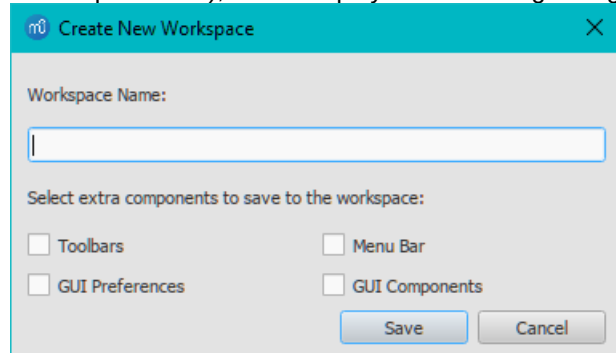 Create New Workspace
Workspace Name:
Select extra components to save to the workspace:
Toolbars Menu Bar
GUI Preferences GUI Components
Save Cancel